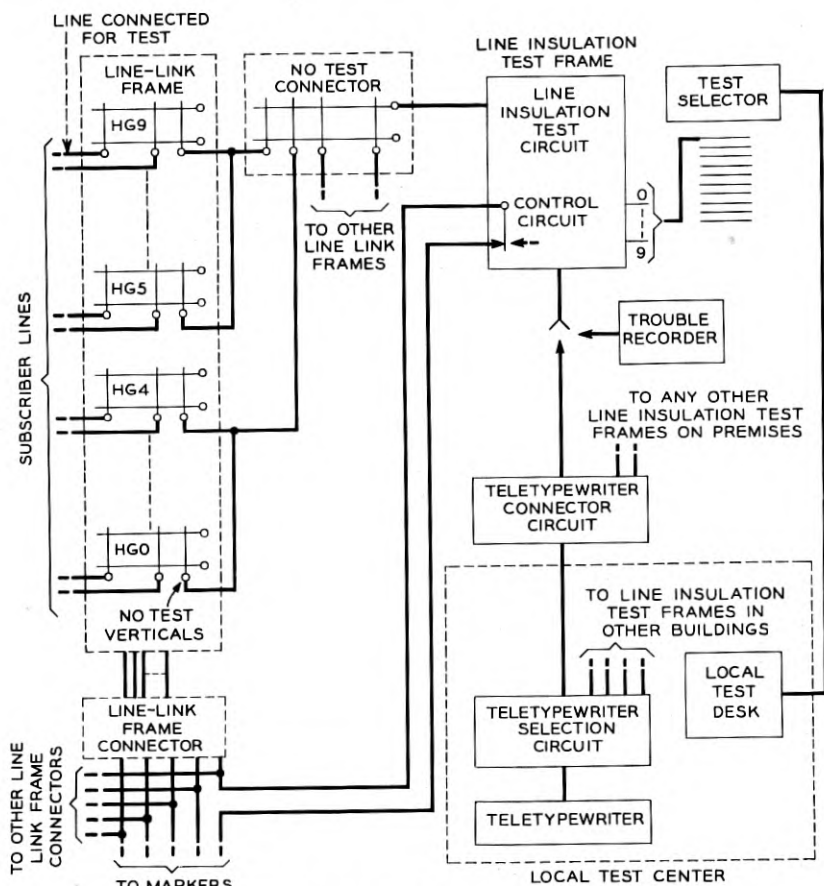 LINE CONNECTED
FOR TEST
LINE-LINK
FRAME
HG9
HG5
HG4
HG0
SUBSCRIBER LINES
NO TEST
VERTICALS
LINE-LINK
FRAME
CONNECTOR
TO OTHER LINE
LINK FRAME
CONNECTORS
TO MARKERS
NO TEST
CONNECTOR
TO OTHER
LINE LINK
FRAMES
LINE INSULATION
TEST FRAME
LINE
INSULATION
TEST
CIRCUIT
CONTROL
CIRCUIT
0
9
TEST
SELECTOR
TROUBLE
RECORDER
TO ANY OTHER
LINE INSULATION TEST
FRAMES ON PREMISES
TELETYPEWRITER
CONNECTOR
CIRCUIT
TO LINE INSULATION
TEST FRAMES IN
OTHER BUILDINGS
LOCAL
TEST
DESK
TELETYPEWRITER
SELECTION
CIRCUIT
TELETYPEWRITER
LOCAL TEST CENTER